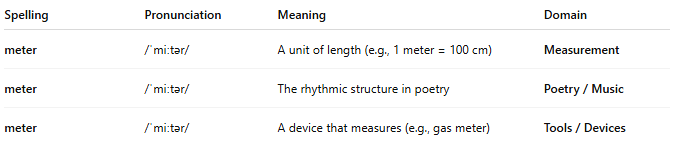 Spelling Pronunciation Meaning Domain
meter /ˈmiːtər/ A unit of length (e.g., 1 meter = 100 cm) Measurement
meter /ˈmiːtər/ The rhythmic structure in poetry Poetry / Music
meter /ˈmiːtər/ A device that measures (e.g., gas meter) Tools / Devices